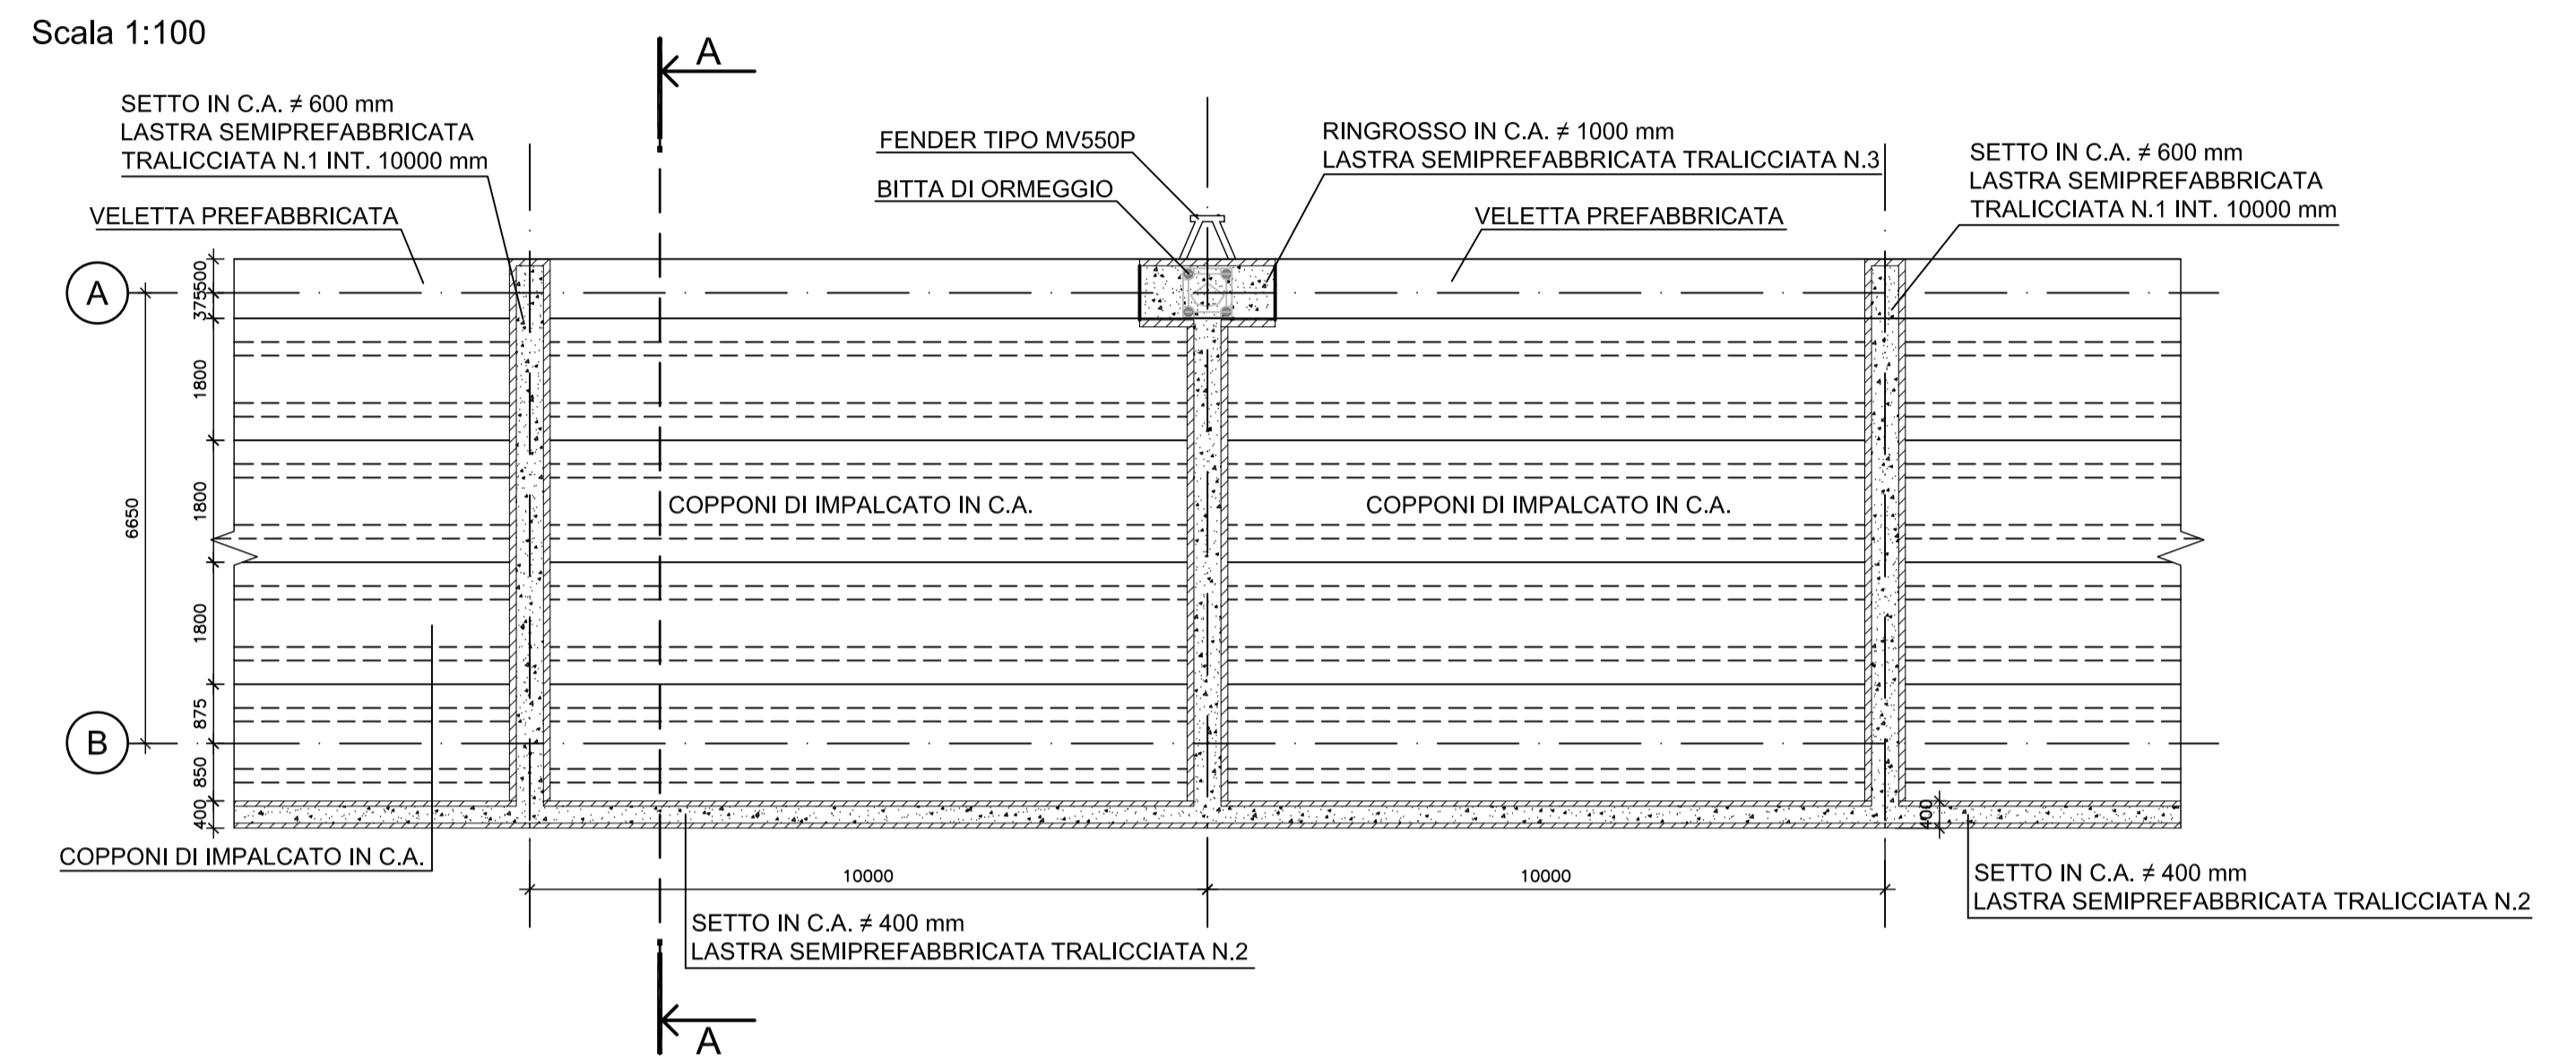 Scala 1:100
A
SETTO IN C.A. ≠ 600 mm
LASTRA SEMIPREFABBRICATA
TRALICCIATA N.1 INT. 10000 mm
VELETTA PREFABBRICATA
FENDER TIPO MV550P
BITTA DI ORMEGGIO
RINGROSSO IN C.A. ≠ 1000 mm
LASTRA SEMIPREFABBRICATA TRALICCIATA N.3
VELETTA PREFABBRICATA
SETTO IN C.A. ≠ 600 mm
LASTRA SEMIPREFABBRICATA
TRALICCIATA N.1 INT. 10000 mm
A
500
375
1800
1800
6650
1800
875
850
400
COPPONI DI IMPALCATO IN C.A.
COPPONI DI IMPALCATO IN C.A.
B
400
COPPONI DI IMPALCATO IN C.A.
10000
10000
SETTO IN C.A. ≠ 400 mm
LASTRA SEMIPREFABBRICATA TRALICCIATA N.2
SETTO IN C.A. ≠ 400 mm
LASTRA SEMIPREFABBRICATA TRALICCIATA N.2
A